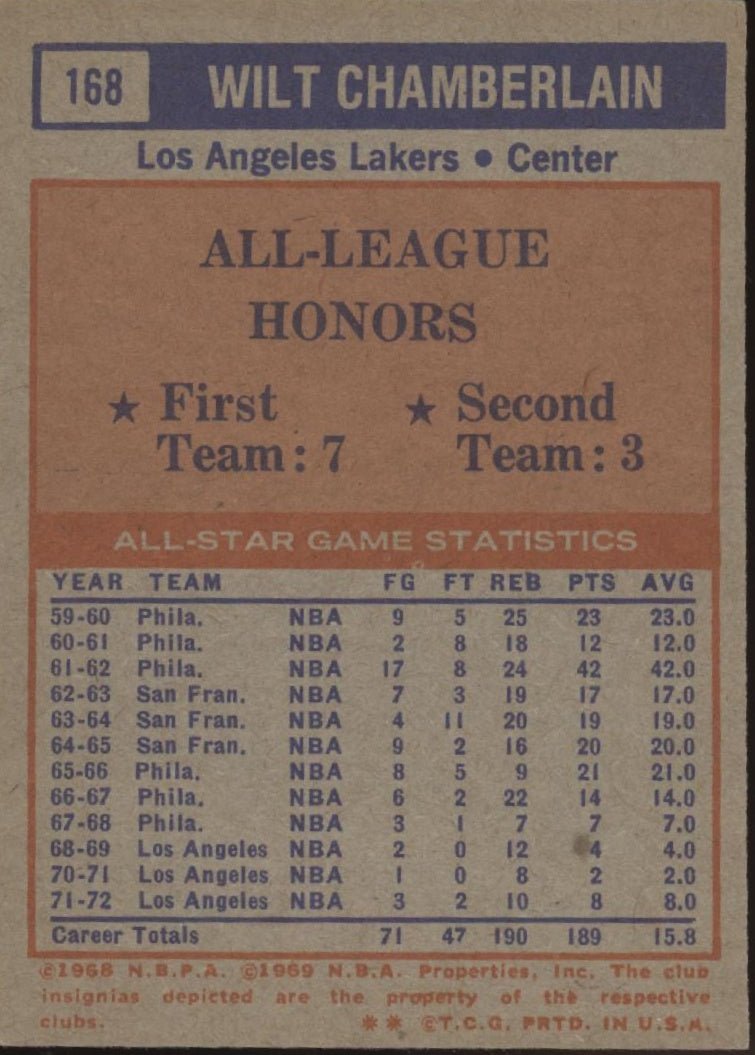 168 WILT CHAMBERLAIN
Los Angeles Lakers • Center
ALL-LEAGUE
HONORS
★ First ★ Second
Team: 7 Team: 3
ALL-STAR GAME STATISTICS
YEAR TEAM FG FT REB PTS AVG
59-60 Phila. NBA 9 5 25 23 23.0
60-61 Phila. NBA 2 8 18 12 12.0
61-62 Phila. NBA 17 8 24 42 42.0
62-63 San Fran. NBA 7 3 19 17 17.0
63-64 San Fran. NBA 4 11 20 19 19.0
64-65 San Fran. NBA 9 2 16 20 20.0
65-66 Phila. NBA 8 5 9 21 21.0
66-67 Phila. NBA 6 2 22 14 14.0
67-68 Phila. NBA 3 1 7 7 7.0
68-69 Los Angeles NBA 2 0 12 4 4.0
70-71 Los Angeles NBA 1 0 8 2 2.0
71-72 Los Angeles NBA 3 2 10 8 8.0
Career Totals 71 47 190 189 15.8
©1968 N.B.P.A. ©1969 N.B.A. Properties, Inc. The club
insignias depicted are the property of the respective
clubs. ** ©T.C.G. PRTD. IN U.S.A.